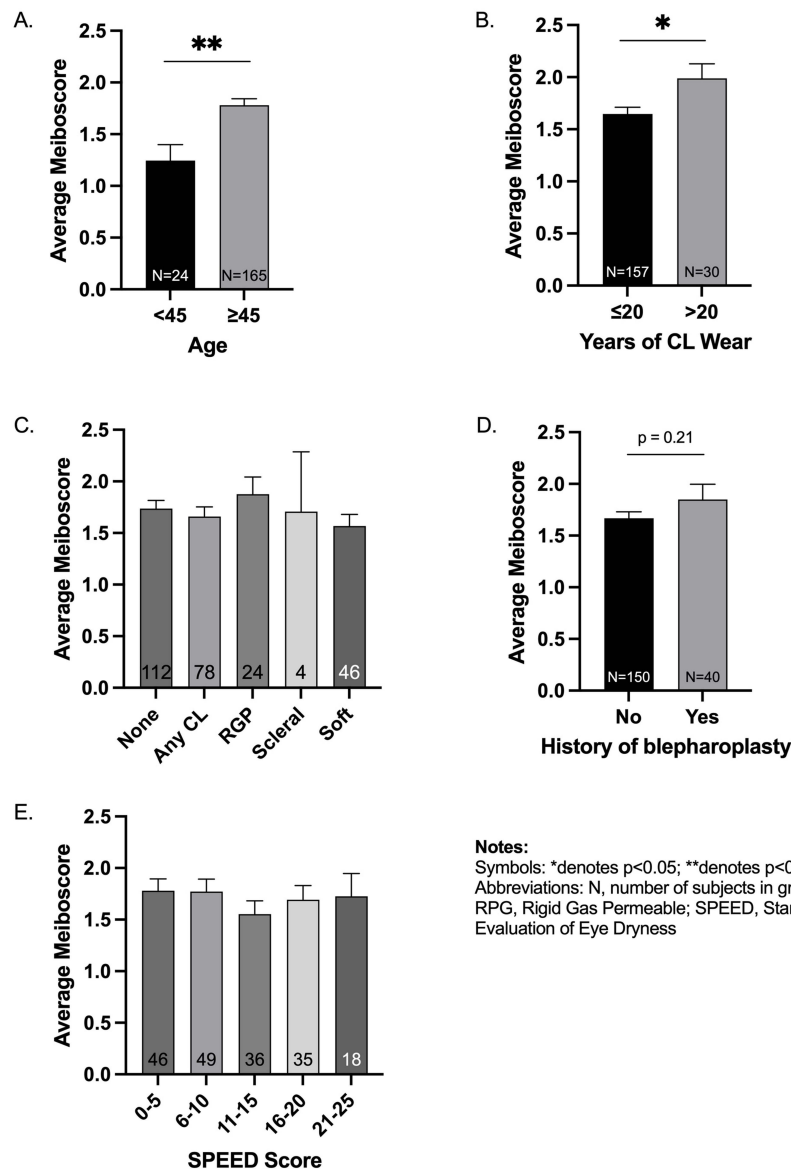 A.
2.5
2.0
1.5
1.0
0.5
0.0
Average Meiboscore
**
N=24
N=165
<45
≥45
Age
B.
2.5
2.0
1.5
1.0
0.5
0.0
Average Meiboscore
*
N=157
N=30
≤20
>20
Years of CL Wear
C.
2.5
2.0
1.5
1.0
0.5
0.0
Average Meiboscore
112
78
24
4
46
None
Any CL
RGP
Scleral
Soft
D.
2.5
2.0
1.5
1.0
0.5
0.0
Average Meiboscore
p = 0.21
N=150
N=40
No
Yes
History of blepharoplasty
E.
2.5
2.0
1.5
1.0
0.5
0.0
Average Meiboscore
46
49
36
35
18
0-5
6-10
11-15
16-20
21-25
SPEED Score
Notes:
Symbols: *denotes p<0.05; **denotes p<0
Abbreviations: N, number of subjects in
RPG, Rigid Gas Permeable; SPEED,
Evaluation of Eye Dryness